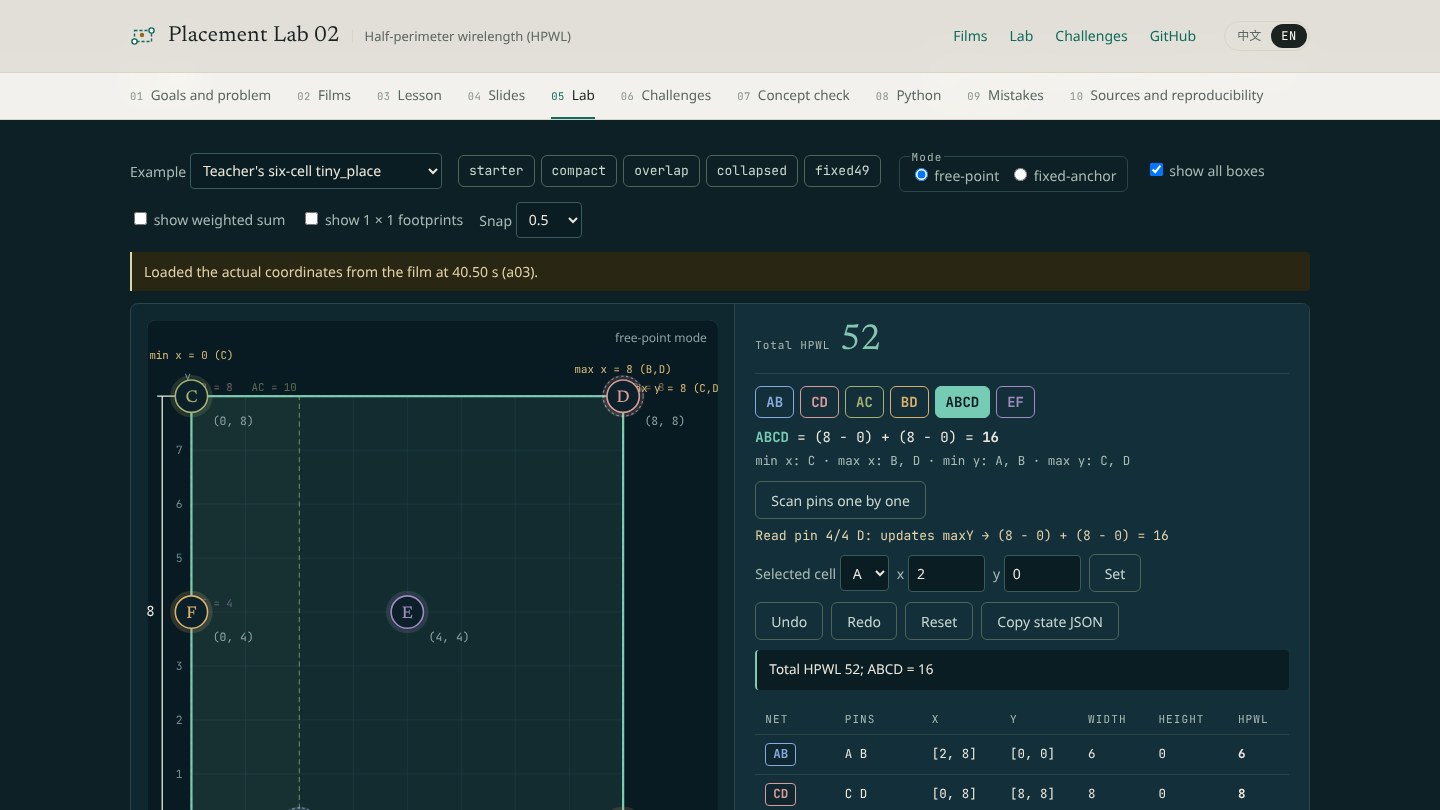 Placement Lab 02
Half-perimeter wirelength (HPWL)
Films
Lab
Challenges
GitHub
中文
EN
01 Goals and problem
02 Films
03 Lesson
04 Slides
05 Lab
06 Challenges
07 Concept check
08 Python
09 Mistakes
10 Sources and reproducibility
Example
Teacher's six-cell tiny_place
starter
compact
overlap
collapsed
fixed49
Mode
free-point
fixed-anchor
show all boxes
show weighted sum
show 1 × 1 footprints
Snap
0.5
Loaded the actual coordinates from the film at 40.50 s (a03).
free-point mode
min x = 0 (C)
max x = 8 (B,D)
y
= 8
AC = 10
y = 8 (C,D
C
D
(0, 8)
(8, 8)
7
6
5
8
F
= 4
E
(0, 4)
(4, 4)
3
2
1
Total HPWL 52
AB
CD
AC
BD
ABCD
EF
ABCD = (8 - 0) + (8 - 0) = 16
min x: C · max x: B, D · min y: A, B · max y: C, D
Scan pins one by one
Read pin 4/4 D: updates maxY → (8 - 0) + (8 - 0) = 16
Selected cell
A
x
2
y
0
Set
Undo
Redo
Reset
Copy state JSON
Total HPWL 52; ABCD = 16
NET PINS X Y WIDTH HEIGHT HPWL
AB A B [2, 8] [0, 0] 6 0 6
CD C D [0, 8] [8, 8] 8 0 8